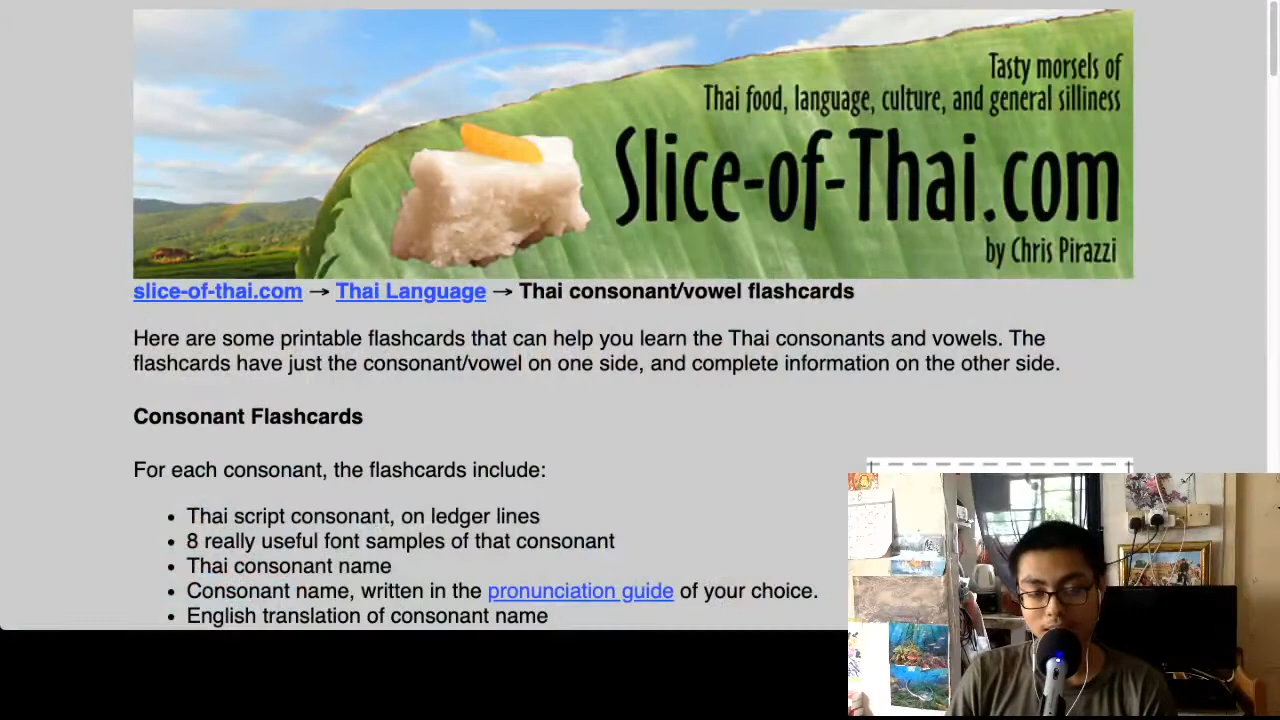 Tasty morsels of
Thai food, language, culture, and general silliness
Slice-of-Thai.com
by Chris Pirazzi
slice-of-thai.com → Thai Language → Thai consonant/vowel flashcards
Here are some printable flashcards that can help you learn the Thai consonants and vowels. The
flashcards have just the consonant/vowel on one side, and complete information on the other side.
Consonant Flashcards
For each consonant, the flashcards include:
• Thai script consonant, on ledger lines
• 8 really useful font samples of that consonant
• Thai consonant name
• Consonant name, written in the pronunciation guide of your choice.
• English translation of consonant name